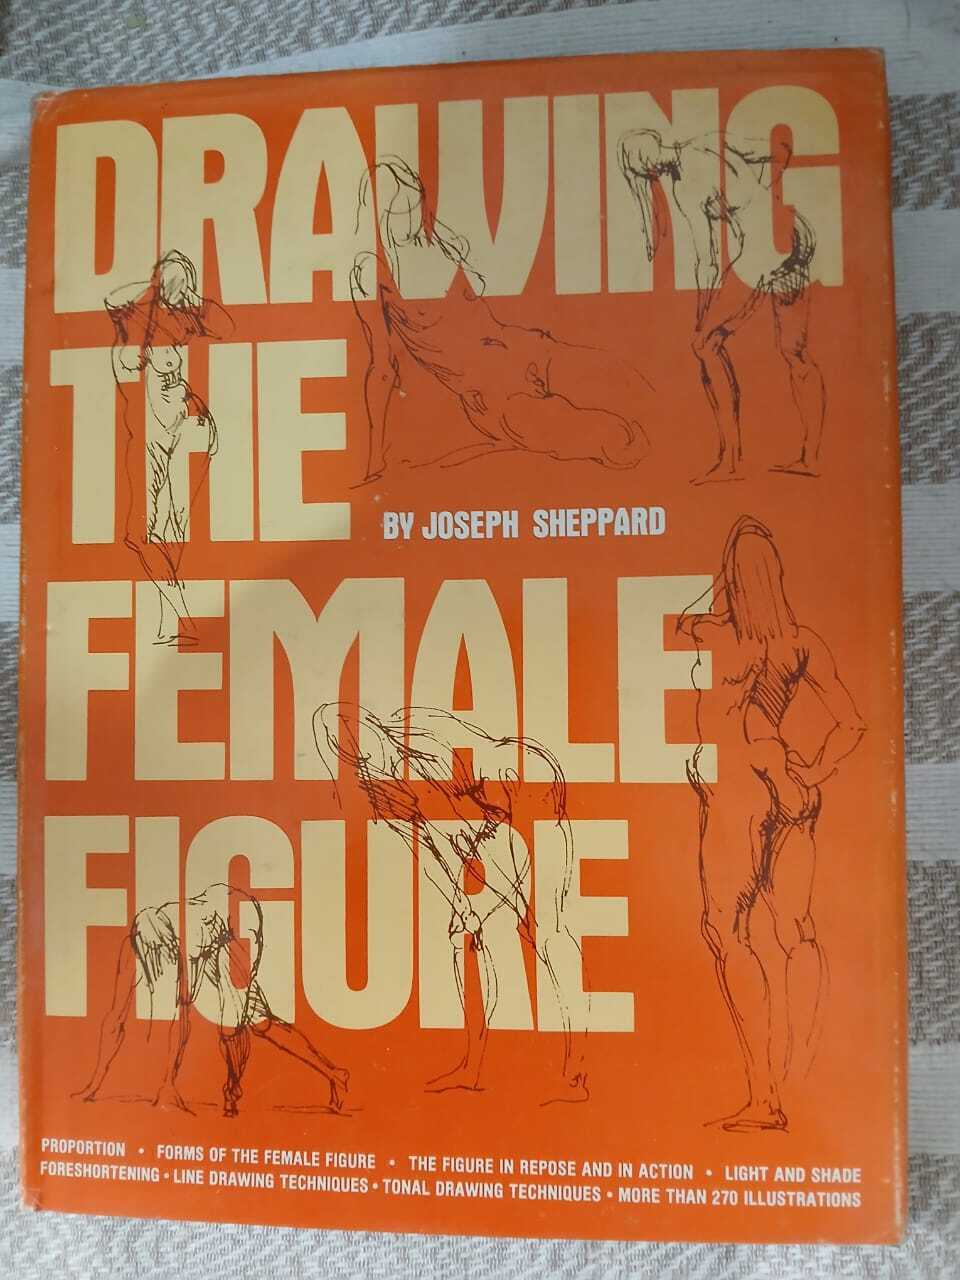 DRAWING
THE
BY JOSEPH SHEPPARD
FEMALE
FIGURE
PROPORTION • FORMS OF THE FEMALE FIGURE • THE FIGURE IN REPOSE AND IN ACTION • LIGHT AND SHADE
FORESHORTENING • LINE DRAWING TECHNIQUES • TONAL DRAWING TECHNIQUES • MORE THAN 270 ILLUSTRATIONS